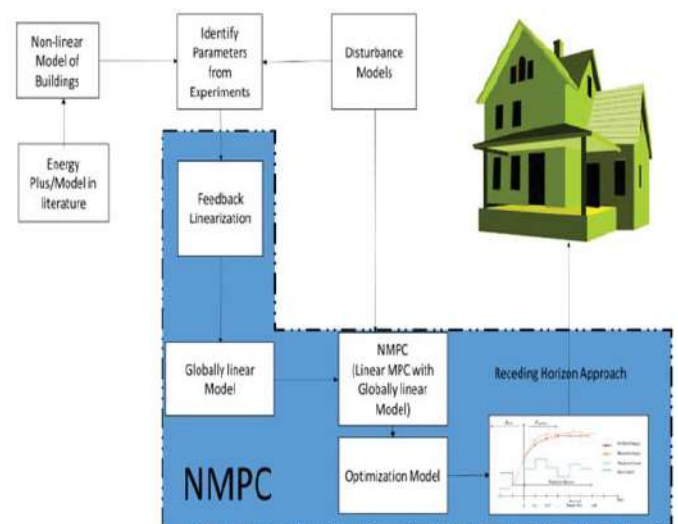 Non-linear
Model of
Buildings
Identify
Parameters
from
Experiments
Disturbance
Models
Energy
Plus/Model in
literature
Feedback
Linearization
Globally linear
Model
NMPC
(Linear MPC with
Globally linear
Model)
Receding Horizon Approach
Optimization Model
NMPC